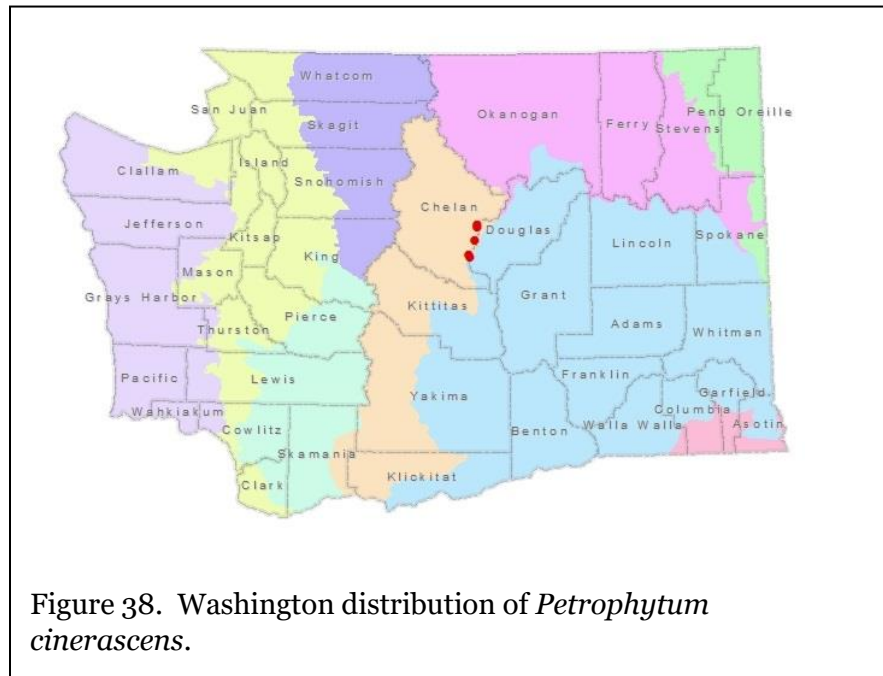 Whatcom
San Juan
Pend Oreille
Okanogan
Skagit
Ferry
Stevens
Island
Clallam
Snohomish
Chelan
Jefferson
Douglas
Kitsap
Lincoln
Spokane
King
Mason
Grays Harbor
Grant
Kittitas
Pierce
Adams
Thurston
Whitman
Pacific
Lewis
Franklin
Yakima
Garfield
Columbia
Wahkiakum
Walla Walla
Asotin
Cowlitz
Benton
Skamania
Klickitat
Clark
Figure 38. Washington distribution of Petrophytum
cinerascens.